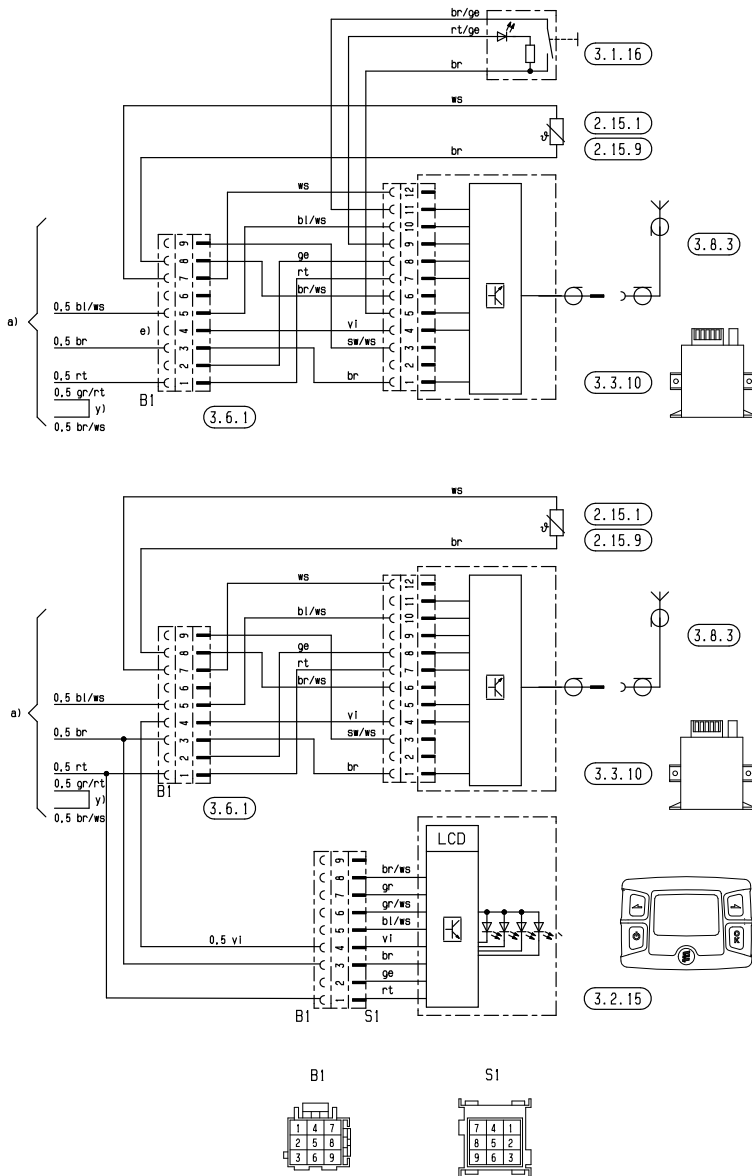 br/ge
rt/ge
br
3.1.16
ws
2.15.1
br
2.15.9
ws
12
11
bl/ws
10
9
9
3.8.3
ge
8
8
rt
7
7
br/ws
6
6
0,5 bl/ws
5
5
a)
e)
4
vi
4
0,5 br
3
sw/ws
3
2
2
3.3.10
0,5 rt
1
br
1
0,5 gr/rt
B1
y)
3.6.1
0,5 br/ws
ws
2.15.1
br
2.15.9
ws
12
11
bl/ws
10
9
9
3.8.3
ge
8
8
rt
7
7
br/ws
6
6
0,5 bl/ws
5
5
a)
4
vi
4
0,5 br
3
sw/ws
3
2
2
0,5 rt
1
br
1
3.3.10
0,5 gr/rt
B1
y)
3.6.1
0,5 br/ws
LCD
9
8
br/ws
7
gr
6
gr/ws
5
bl/ws
0,5 vi
4
vi
3
br
2
ge
1
rt
3.2.15
OK
B1
S1
B1
S1
1 4 7
2 5 8
3 6 9
7 4 1
8 5 2
9 6 3